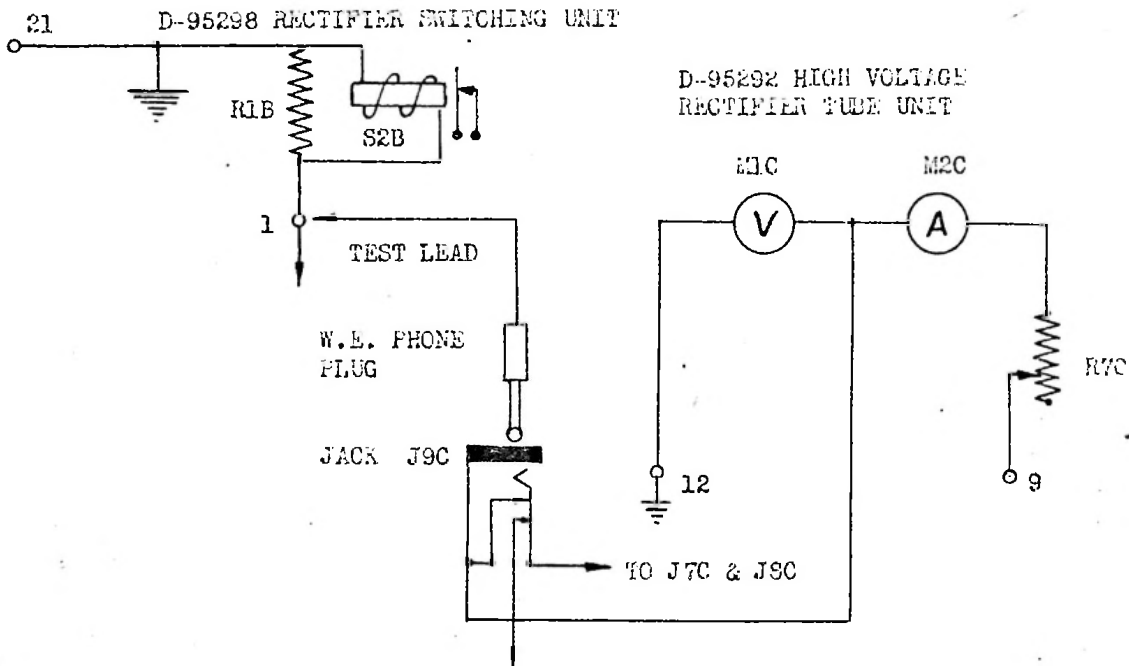 21
D-95298 RECTIFIER SWITCHING UNIT
R1B
S2B
D-95292 HIGH VOLTAGE
RECTIFIER TUBE UNIT
M1C
M2C
V
A
1
TEST LEAD
W.E. PHONE
PLUG
R7C
JACK J9C
12
9
TO J7C & J8C